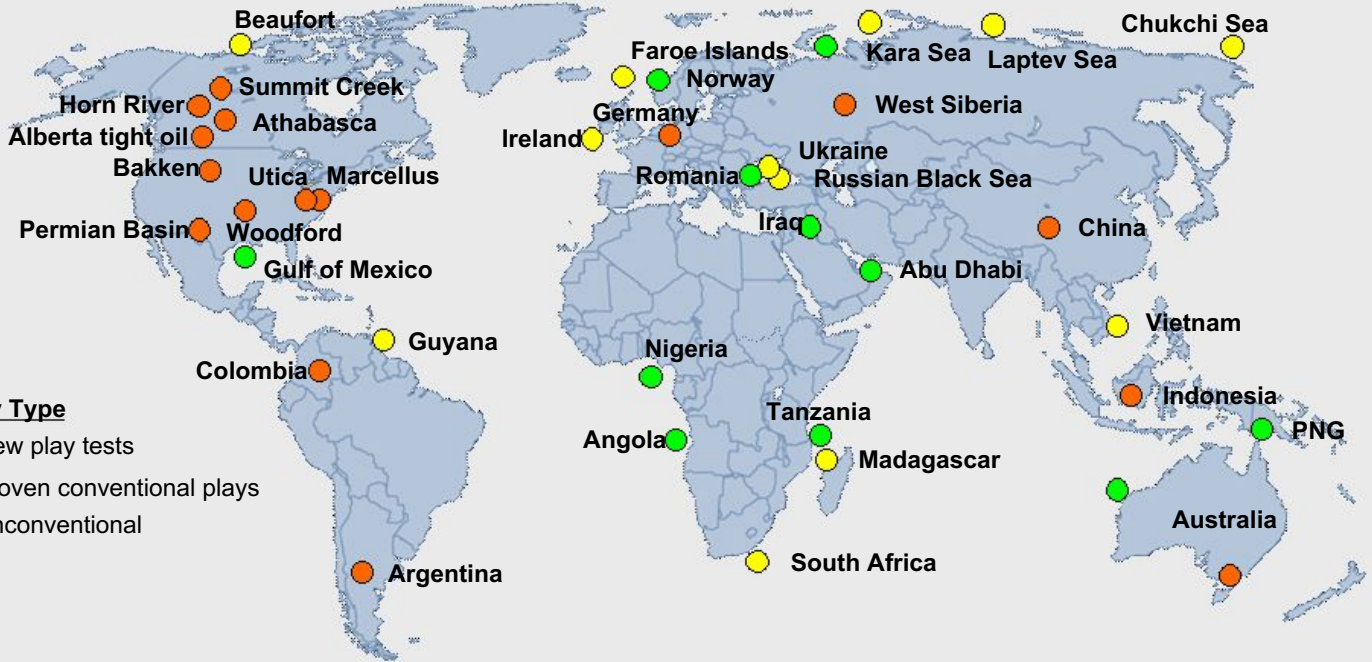 Beaufort
Chukchi Sea
Faroe Islands
Kara Sea
Laptev Sea
Norway
Summit Creek
Horn River
West Siberia
Germany
Athabasca
Alberta tight oil
Ireland
Ukraine
Bakken
Utica
Marcellus
Romania
Russian Black Sea
Permian Basin
Woodford
Iraq
China
Gulf of Mexico
Abu Dhabi
Vietnam
Guyana
Nigeria
Colombia
Indonesia
Type
Tanzania
PNG
play tests
Angola
Madagascar
conventional plays
Australia
South Africa
Argentina